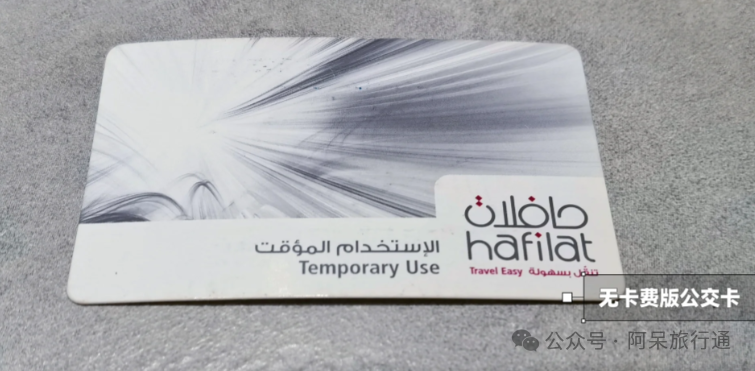 حافلات
hafilat
Travel Easy تنقّل بسهولة
الإستخدام المؤقت
Temporary Use
无卡费版公交卡
公众号 · 阿呆旅行通